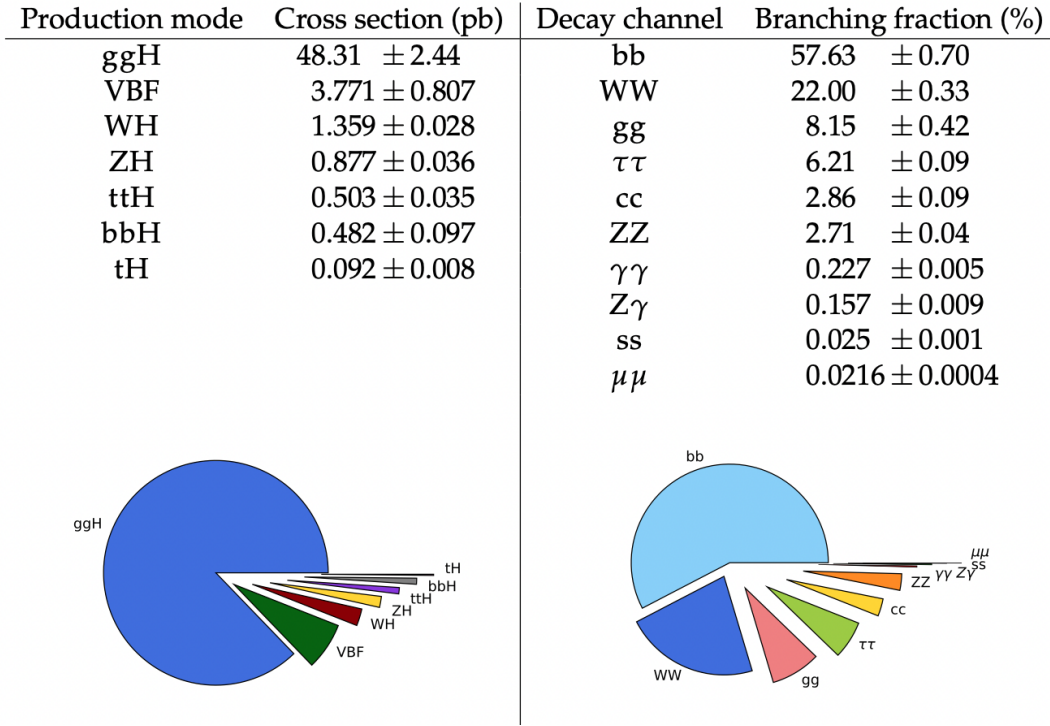 Production mode Cross section (pb) Decay channel Branching fraction (%)
ggH 48.31 ± 2.44 bb 57.63 ± 0.70
VBF 3.771 ± 0.807 WW 22.00 ± 0.33
WH 1.359 ± 0.028 gg 8.15 ± 0.42
ZH 0.877 ± 0.036 ττ 6.21 ± 0.09
ttH 0.503 ± 0.035 cc 2.86 ± 0.09
bbH 0.482 ± 0.097 ZZ 2.71 ± 0.04
tH 0.092 ± 0.008 γγ 0.227 ± 0.005
Zγ 0.157 ± 0.009
ss 0.025 ± 0.001
μμ 0.0216 ± 0.0004
ggH
tH
bbH
ttH
ZH
WH
VBF
bb
μμ
ss
γγ Zγ
ZZ
cc
ττ
gg
WW